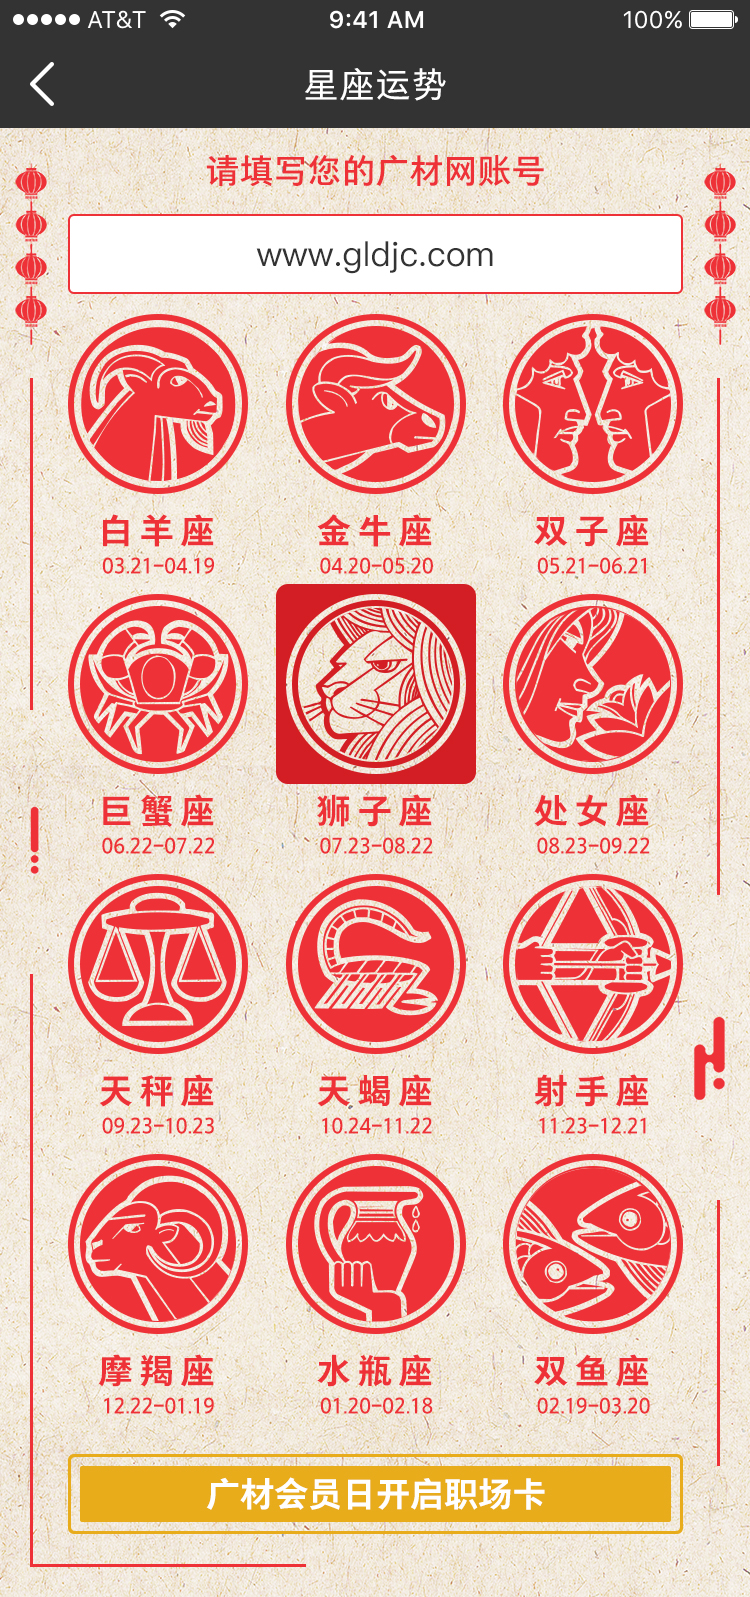 AT&T 9:41 AM 100%
星座运势
请填写您的广材网账号
www.gldjc.com
白羊座 金牛座 双子座
03.21-04.19 04.20-05.20 05.21-06.21
巨蟹座 狮子座 处女座
06.22-07.22 07.23-08.22 08.23-09.22
天秤座 天蝎座 射手座
09.23-10.23 10.24-11.22 11.23-12.21
摩羯座 水瓶座 双鱼座
12.22-01.19 01.20-02.18 02.19-03.20
广材会员日开启职场卡